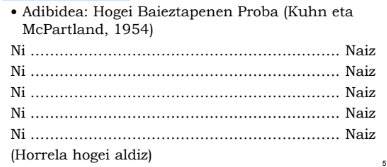 • Adibidea: Hogei Baieztapenen Proba (Kuhn eta
McPartland, 1954)
Ni ………………………………………………… Naiz
Ni ………………………………………………… Naiz
Ni ………………………………………………… Naiz
Ni ………………………………………………… Naiz
Ni ………………………………………………… Naiz
(Horrela hogei aldiz)
5